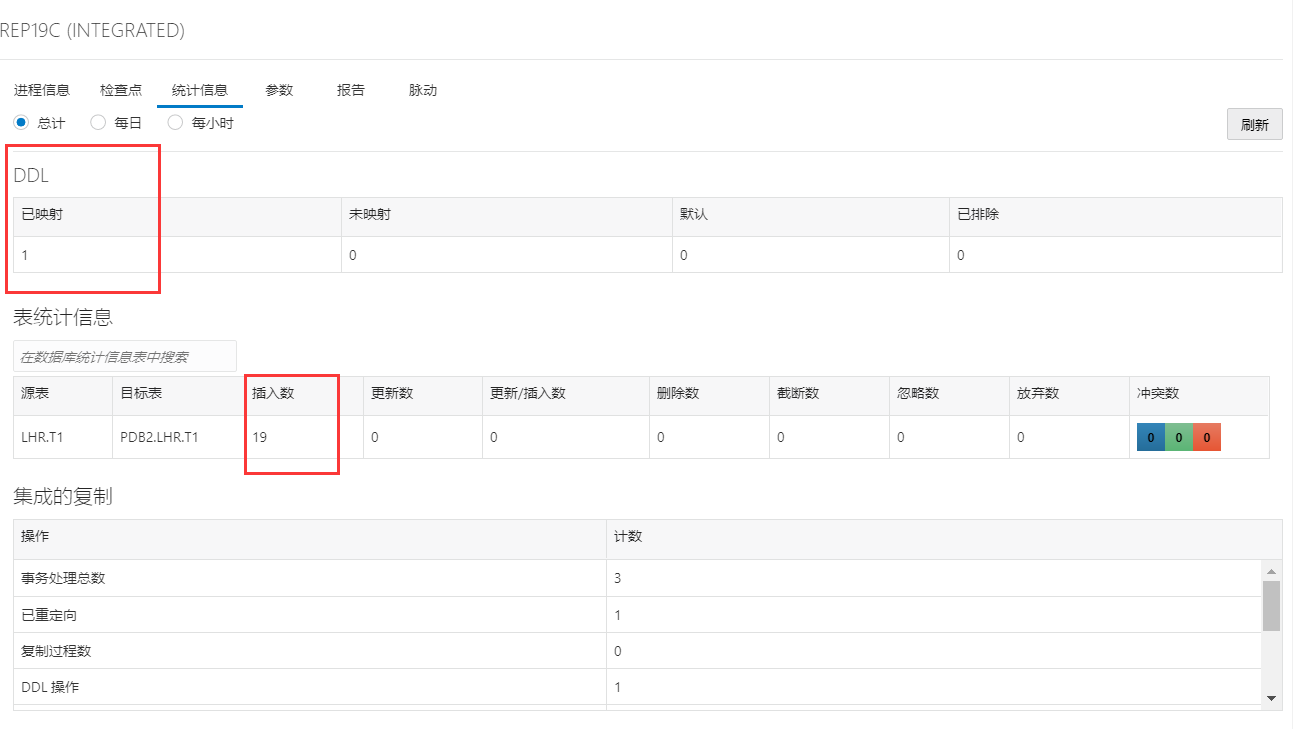 REP19C (INTEGRATED)
进程信息 检查点 统计信息 参数 报告 脉动
总计 每日 每小时
刷新
DDL
已映射 未映射 默认 已排除
1 0 0 0
表统计信息
在数据库统计信息表中搜索
源表 目标表 插入数 更新数 更新/插入数 删除数 截断数 忽略数 放弃数 冲突数
LHR.T1 PDB2.LHR.T1 19 0 0 0 0 0 0 0 0 0
集成的复制
操作 计数
事务处理总数 3
已重定向 1
复制过程数 0
DDL 操作 1